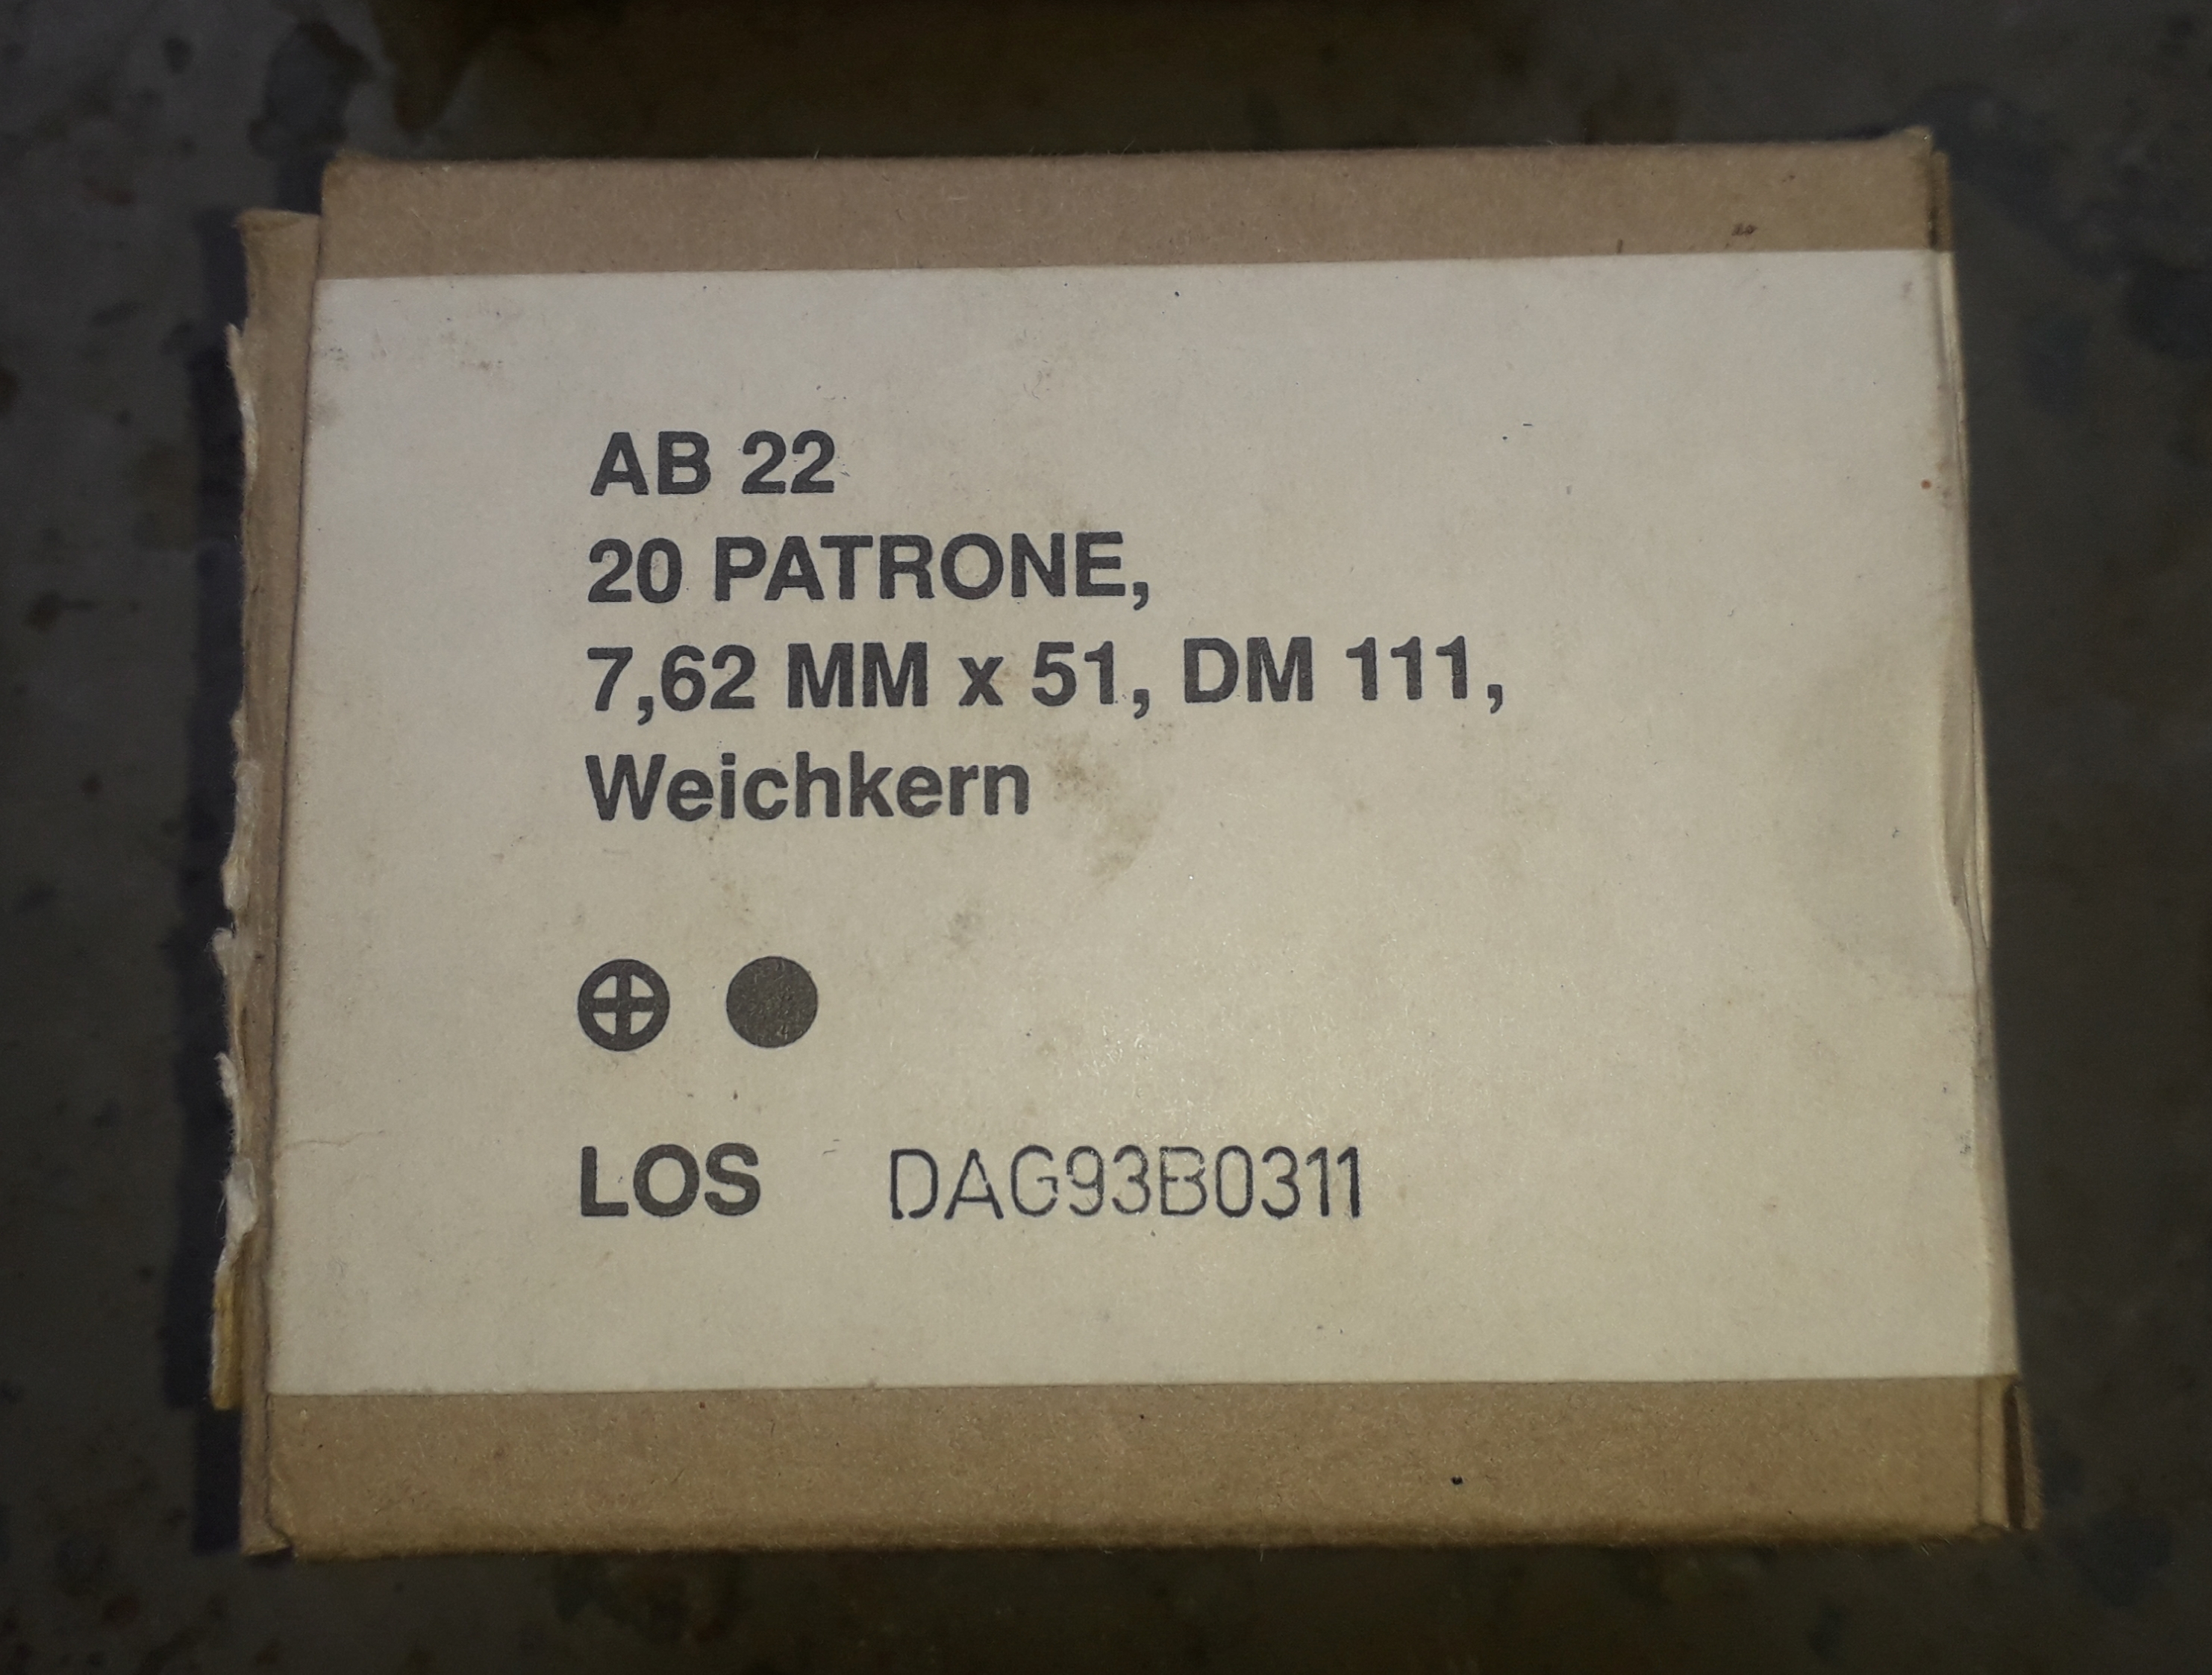 AB 22
20 PATRONE,
7,62 MM x 51, DM 111,
Weichkern
LOS DAG93B0311